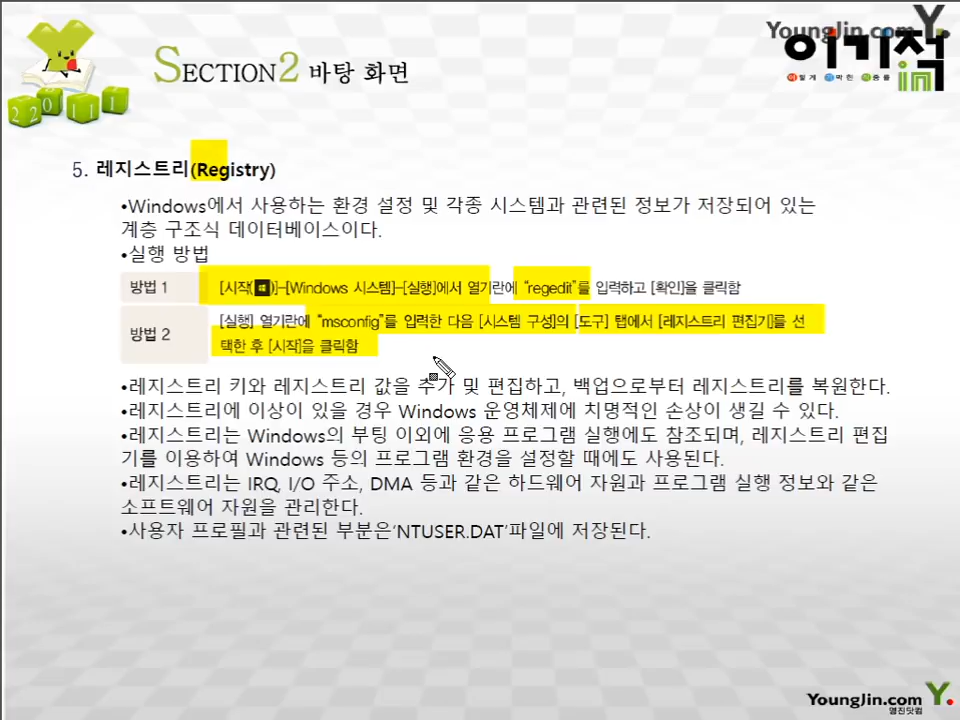 YoungJin.com Y.
이기적in
이렇게 기막힌 적중률
SECTION2 바탕 화면
22011
5. 레지스트리(Registry)
•Windows에서 사용하는 환경 설정 및 각종 시스템과 관련된 정보가 저장되어 있는
계층 구조식 데이터베이스이다.
•실행 방법
방법 1 [시작()]-[Windows 시스템]-[실행]에서 열기란에 “regedit”를 입력하고 [확인]을 클릭함
방법 2 [실행] 열기란에 “msconfig”를 입력한 다음 [시스템 구성]의 [도구] 탭에서 [레지스트리 편집기]를 선
택한 후 [시작]을 클릭함
•레지스트리 키와 레지스트리 값을 추가 및 편집하고, 백업으로부터 레지스트리를 복원한다.
•레지스트리에 이상이 있을 경우 Windows 운영체제에 치명적인 손상이 생길 수 있다.
•레지스트리는 Windows의 부팅 이외에 응용 프로그램 실행에도 참조되며, 레지스트리 편집
기를 이용하여 Windows 등의 프로그램 환경을 설정할 때에도 사용된다.
•레지스트리는 IRQ, I/O 주소, DMA 등과 같은 하드웨어 자원과 프로그램 실행 정보와 같은
소프트웨어 자원을 관리한다.
•사용자 프로필과 관련된 부분은‘NTUSER.DAT’파일에 저장된다.
YoungJin.com Y.
영진닷컴